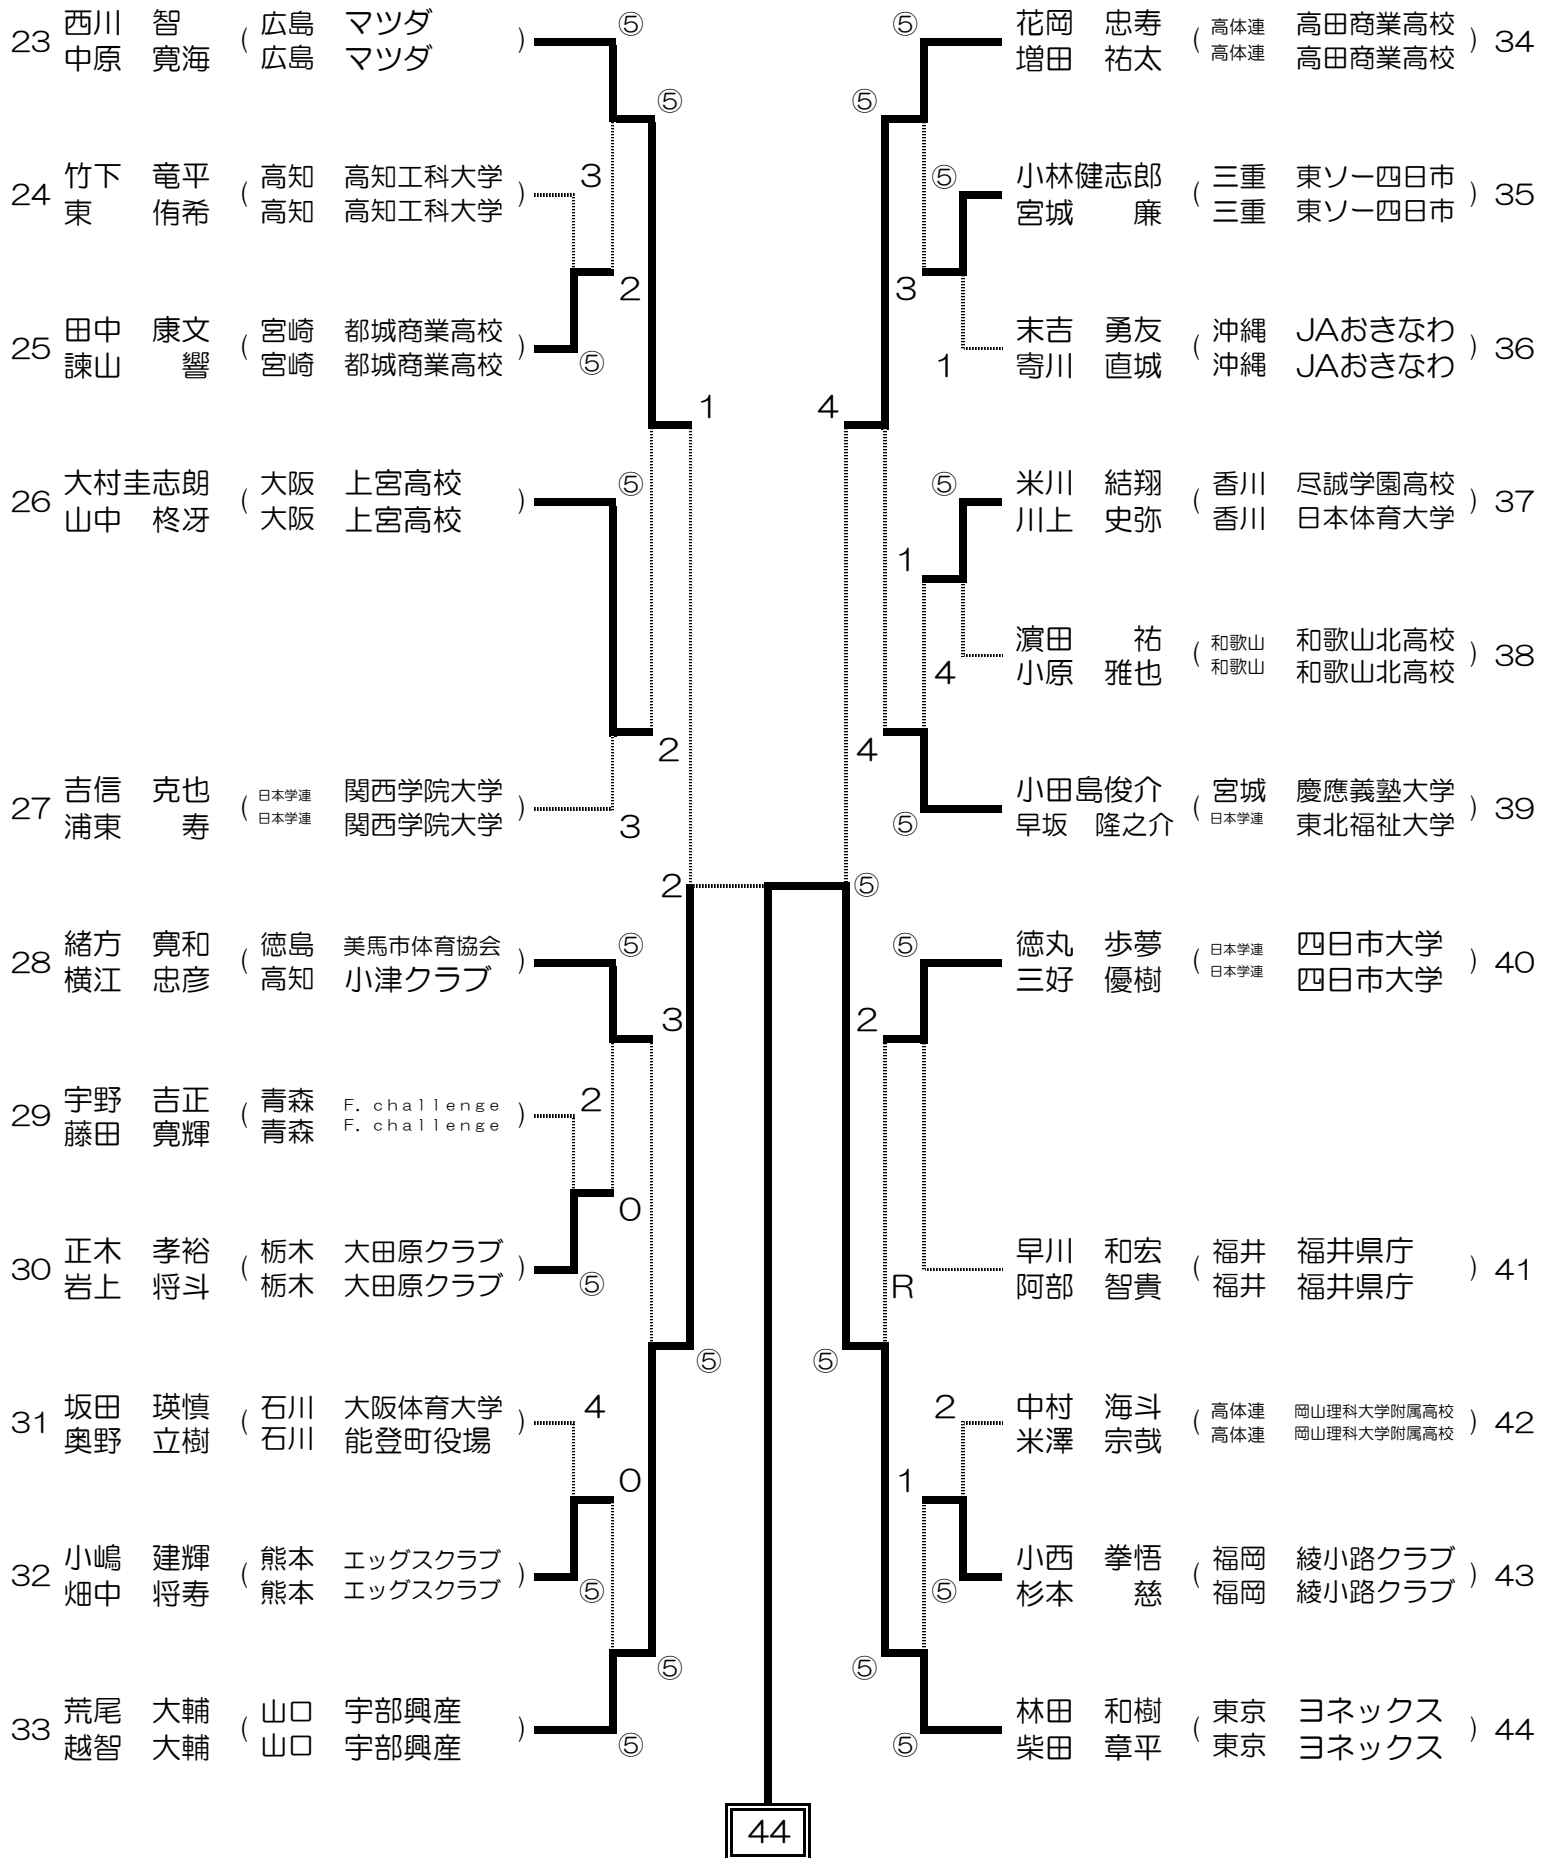 23 西川　智 ( 広島　マツダ )
中原　寛海　広島　マツダ
⑤
⑤
24 竹下　竜平 ( 高知　高知工科大学 )
東　侑希　高知　高知工科大学
3
2
25 田中　康文 ( 宮崎　都城商業高校 )
諫山　響　宮崎　都城商業高校
⑤
1
26 大村圭志朗 ( 大阪　上宮高校 )
山中　柊冴　大阪　上宮高校
⑤
2
27 吉信　克也 ( 日本学連　関西学院大学 )
浦東　寿　日本学連　関西学院大学
3
2
28 緒方　寛和 ( 徳島　美馬市体育協会 )
横江　忠彦　高知　小津クラブ
⑤
3
29 宇野　吉正 ( 青森　F. challenge )
藤田　寛輝　青森　F. challenge
2
0
30 正木　孝裕 ( 栃木　大田原クラブ )
岩上　将斗　栃木　大田原クラブ
⑤
⑤
31 坂田　瑛慎 ( 石川　大阪体育大学 )
奥野　立樹　石川　能登町役場
4
0
32 小嶋　建輝 ( 熊本　エッグスクラブ )
畑中　将寿　熊本　エッグスクラブ
⑤
⑤
33 荒尾　大輔 ( 山口　宇部興産 )
越智　大輔　山口　宇部興産
⑤
⑤
花岡　忠寿 ( 高体連　高田商業高校 ) 34
増田　祐太　高体連　高田商業高校
⑤
⑤
小林健志郎 ( 三重　東ソー四日市 ) 35
宮城　廉　三重　東ソー四日市
3
末吉　勇友 ( 沖縄　JAおきなわ ) 36
寄川　直城　沖縄　JAおきなわ
1
4
⑤
米川　結翔 ( 香川　尽誠学園高校 ) 37
川上　史弥　香川　日本体育大学
1
濵田　祐 ( 和歌山　和歌山北高校 ) 38
小原　雅也　和歌山　和歌山北高校
4
4
小田島俊介 ( 宮城　慶應義塾大学 ) 39
早坂　隆之介　日本学連　東北福祉大学
⑤
⑤
⑤
徳丸　歩夢 ( 日本学連　四日市大学 ) 40
三好　優樹　日本学連　四日市大学
2
早川　和宏 ( 福井　福井県庁 ) 41
阿部　智貴　福井　福井県庁
R
⑤
2
中村　海斗 ( 高体連　岡山理科大学附属高校 ) 42
米澤　宗哉　高体連　岡山理科大学附属高校
1
小西　拳悟 ( 福岡　綾小路クラブ ) 43
杉本　慈　福岡　綾小路クラブ
⑤
⑤
林田　和樹 ( 東京　ヨネックス ) 44
柴田　章平　東京　ヨネックス
⑤
44